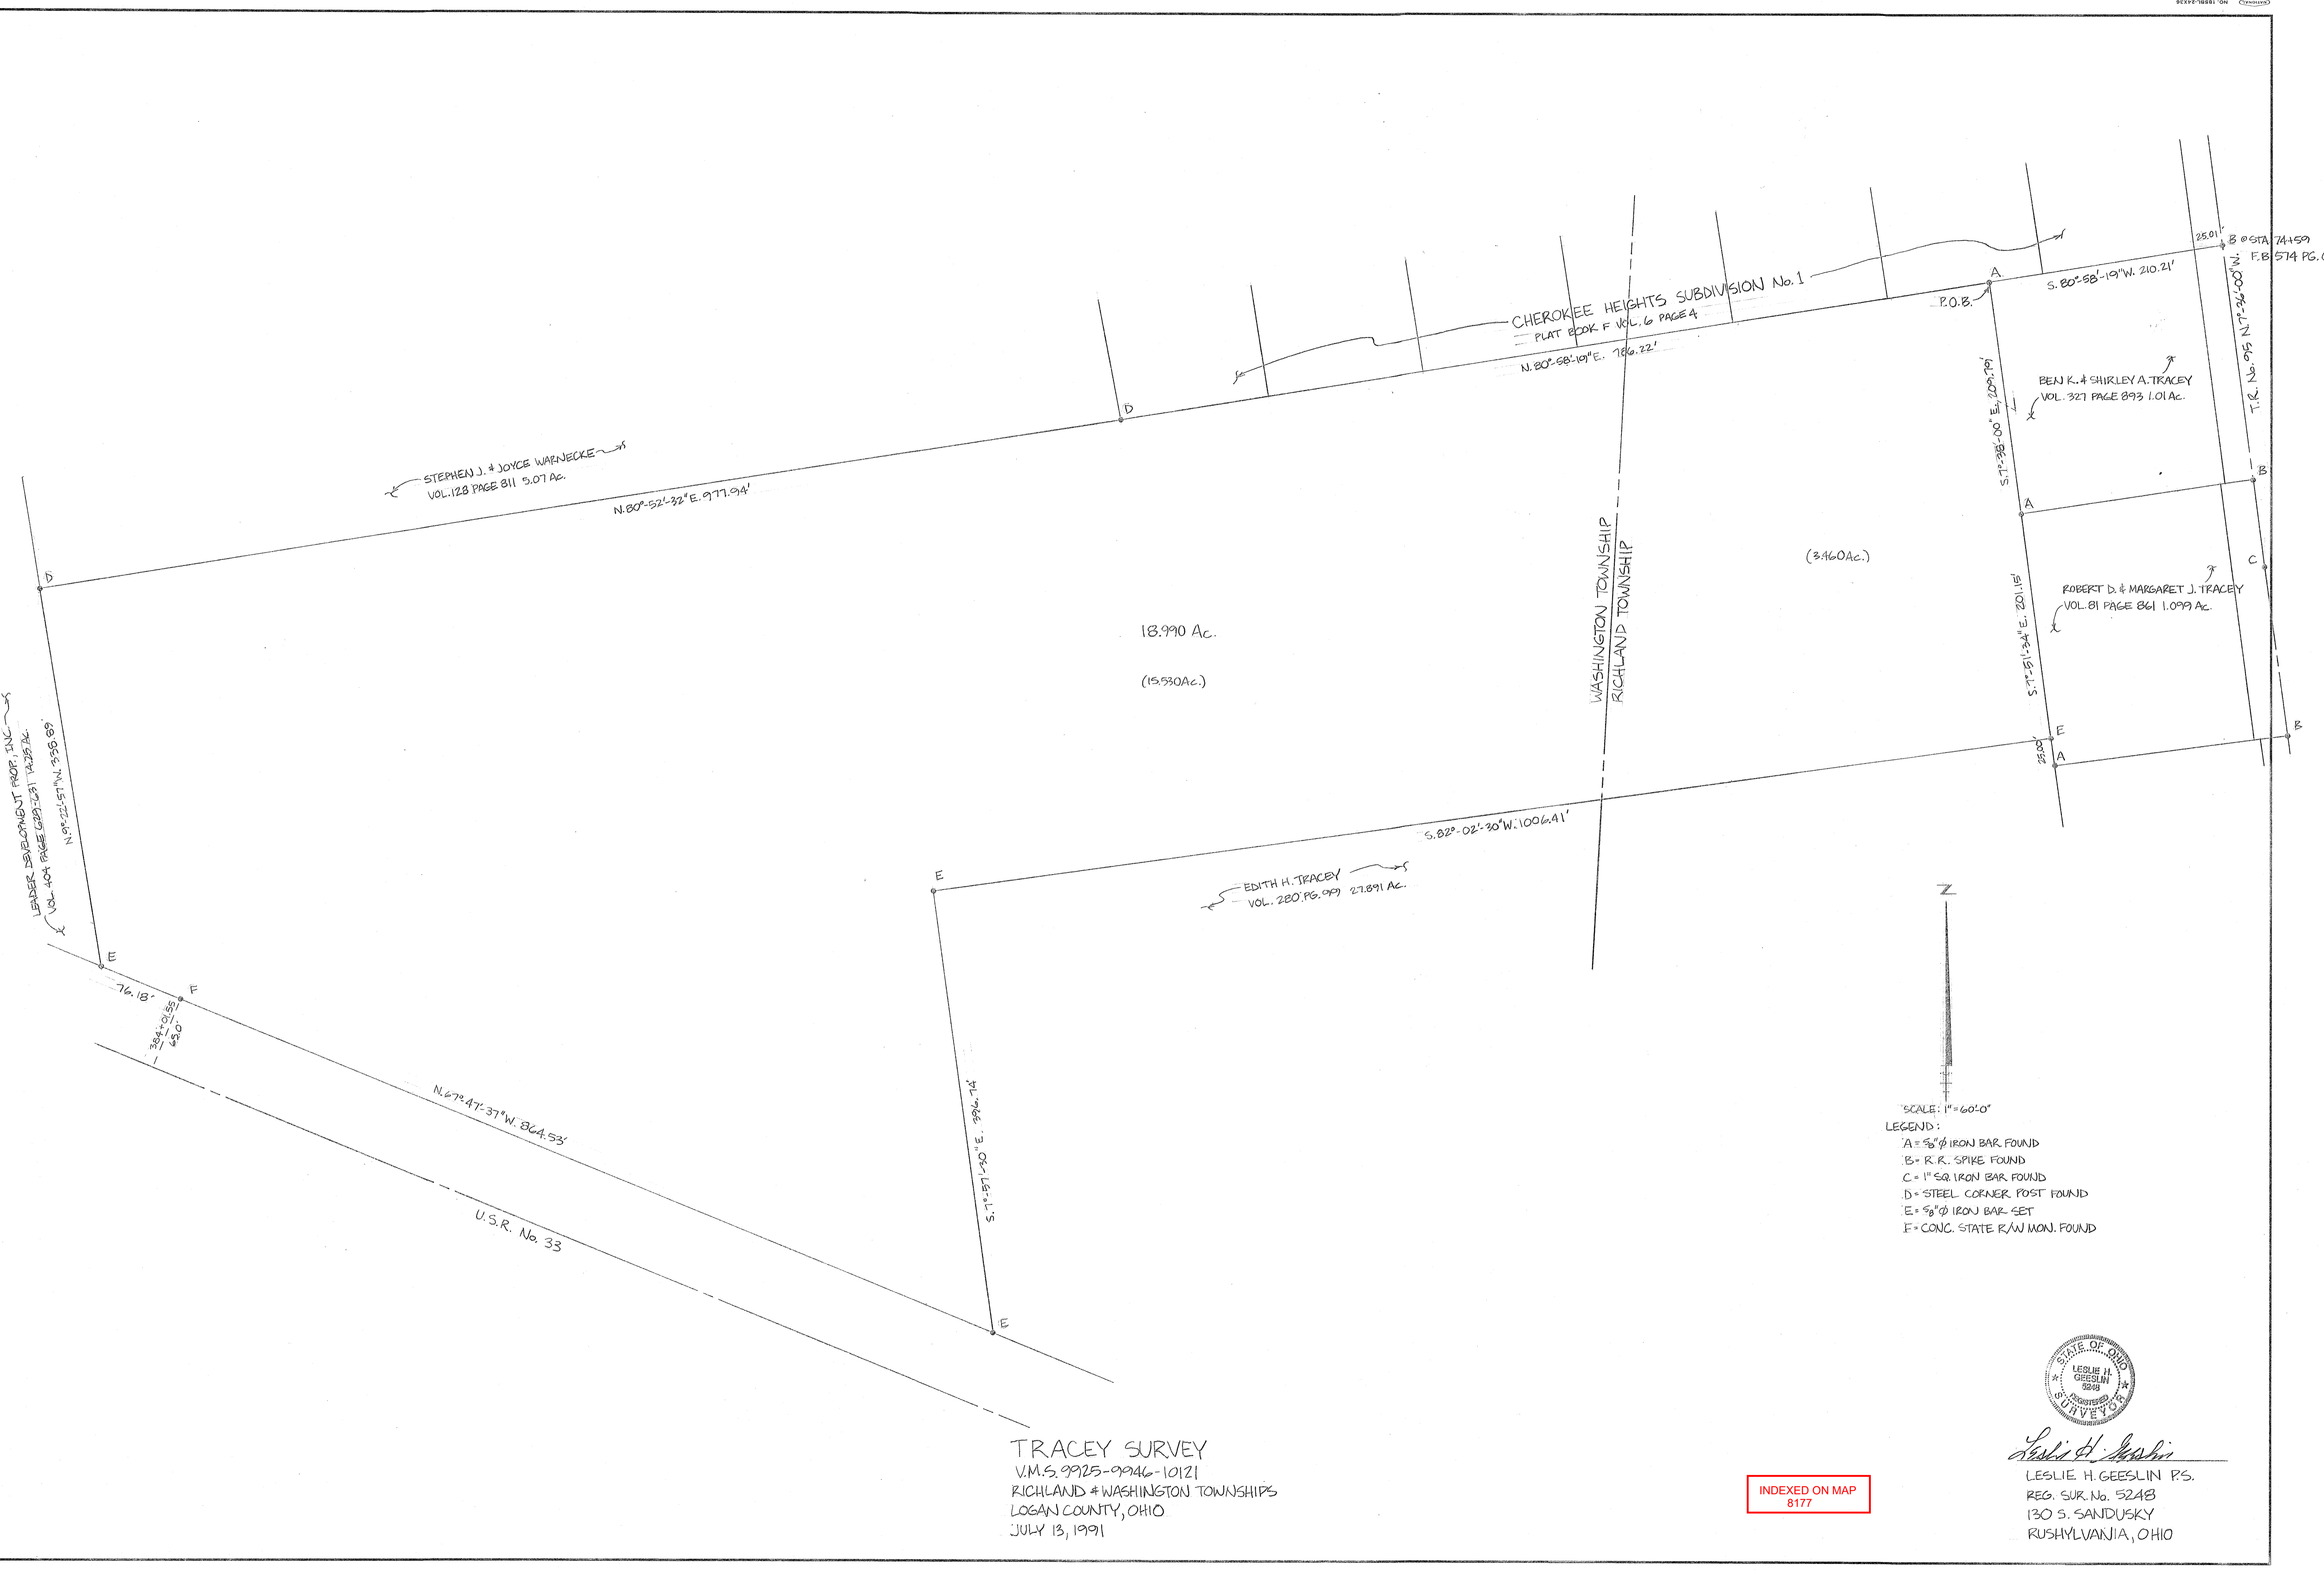 NO. 195BL-24X36
NATIONAL
25.01'
B @ STA. 74+59
F.B. 574 PG.
S. 80°-58'-19" W. 210.21'
A
P.O.B.
T.R. No. 95 N.7°-36'-00" W.
CHEROKEE HEIGHTS SUBDIVISION No. 1
PLAT BOOK F VOL. 6 PAGE 4
N. 80°-58'-19" E. 786.22'
BEN K. & SHIRLEY A. TRACEY
VOL. 327 PAGE 893 1.01 AC.
S.7°-38'-00" E. 209.79'
D
STEPHEN J. & JOYCE WARNECKE
VOL. 128 PAGE 811 5.07 AC.
N. 80°-52'-32" E. 977.94'
B
A
C
WASHINGTON TOWNSHIP
RICHLAND TOWNSHIP
(3.460 AC.)
D
ROBERT D. & MARGARET J. TRACEY
VOL. 81 PAGE 861 1.099 AC.
S.7°-51'-34" E. 201.15'
18.990 AC.
(15.530 AC.)
LEADER DEVELOPMENT PROP., INC.
VOL. 404 PAGE 629-631 14.25 AC.
N.9°-22'-57" W. 338.89'
E
B
25.00'
A
S. 82°-02'-30" W. 1006.41'
E
EDITH H. TRACEY
VOL. 280 PG. 99 27.891 AC.
E
76.18'
F
384+01.55
65.0'
N
N.67°-47'-37" W. 864.53'
S.7°-57'-30" E. 396.74'
U.S.R. No. 33
E
SCALE: 1" = 60'-0"
LEGEND:
A = 5/8" Ø IRON BAR FOUND
B = R.R. SPIKE FOUND
C = 1" SQ. IRON BAR FOUND
D = STEEL CORNER POST FOUND
E = 5/8" Ø IRON BAR SET
F = CONC. STATE R/W MON. FOUND
STATE OF OHIO
LESLIE H.
GEESLIN
5248
REGISTERED
SURVEYOR
Leslie H. Geeslin
LESLIE H. GEESLIN P.S.
REG. SUR. No. 5248
130 S. SANDUSKY
RUSHYLVANIA, OHIO
TRACEY SURVEY
V.M.S. 9925-9946-10121
RICHLAND & WASHINGTON TOWNSHIPS
LOGAN COUNTY, OHIO
JULY 13, 1991
INDEXED ON MAP
8177